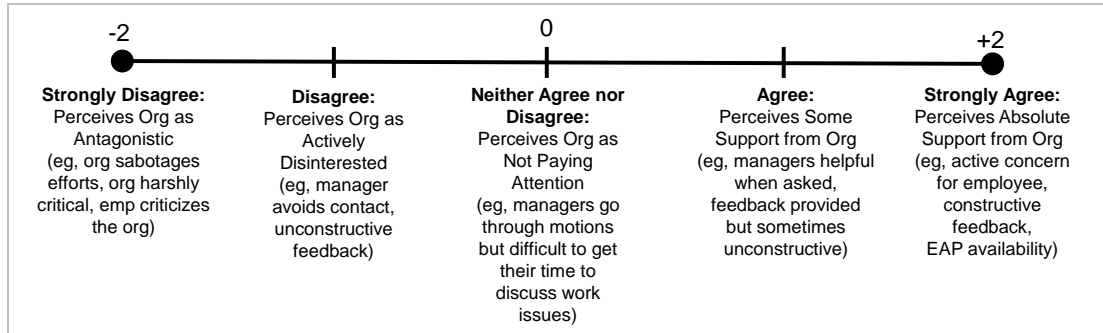 -2
0
+2
Strongly Disagree:
Perceives Org as
Antagonistic
(eg, org sabotages
efforts, org harshly
critical, emp criticizes
the org)
Disagree:
Perceives Org as
Actively
Disinterested
(eg, manager
avoids contact,
unconstructive
feedback)
Neither Agree nor
Disagree:
Perceives Org as
Not Paying
Attention
(eg, managers go
through motions
but difficult to get
their time to
discuss work
issues)
Agree:
Perceives Some
Support from Org
(eg, managers helpful
when asked,
feedback provided
but sometimes
unconstructive)
Strongly Agree:
Perceives Absolute
Support from Org
(eg, active concern
for employee,
constructive
feedback,
EAP availability)